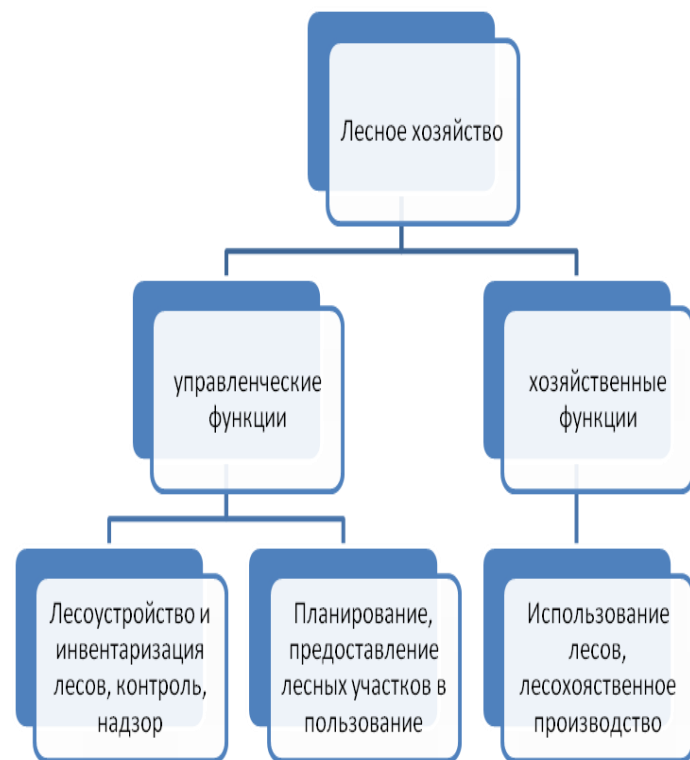 Лесное хозяйство
управленческие
функции
хозяйственные
функции
Лесоустройство и
инвентаризация
лесов, контроль,
надзор
Планирование,
предоставление
лесных участков в
пользование
Использование
лесов,
лесохояственное
производство